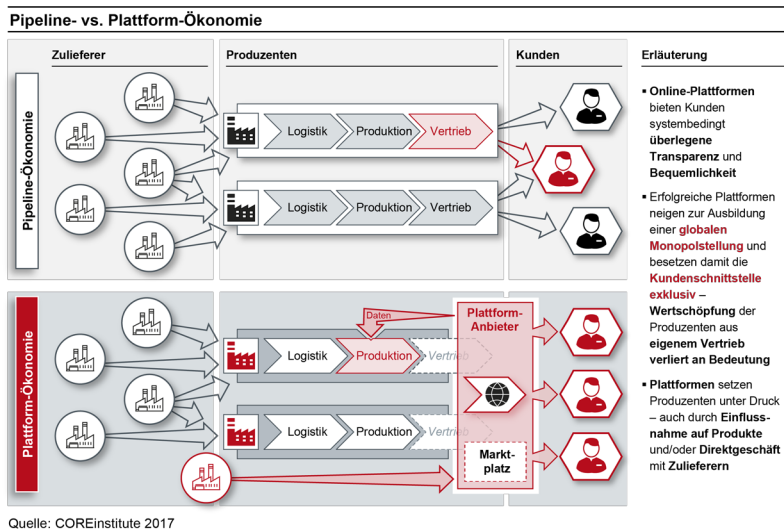 Pipeline- vs. Plattform-Ökonomie
Zulieferer
Produzenten
Kunden
Erläuterung
Pipeline-Ökonomie
Logistik
Produktion
Vertrieb
Logistik
Produktion
Vertrieb
Plattform-Ökonomie
Daten
Plattform-
Anbieter
Logistik
Produktion
Vertrieb
Logistik
Produktion
Vertrieb
Markt-
platz
▪ Online-Plattformen
bieten Kunden
systembedingt
überlegene
Transparenz und
Bequemlichkeit
▪ Erfolgreiche Plattformen
neigen zur Ausbildung
einer globalen
Monopolstellung und
besetzen damit die
Kundenschnittstelle
exklusiv –
Wertschöpfung der
Produzenten aus
eigenem Vertrieb
verliert an Bedeutung
▪ Plattformen setzen
Produzenten unter Druck
– auch durch Einfluss-
nahme auf Produkte
und/oder Direktgeschäft
mit Zulieferern
Quelle: COREinstitute 2017